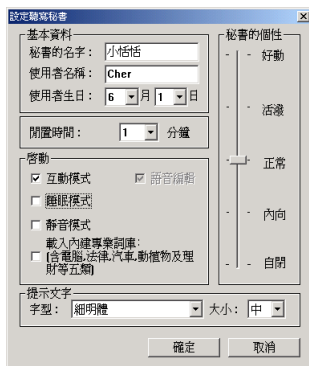 設定聽寫秘書
基本資料
秘書的名字： 小恬恬
使用者名稱： Cher
使用者生日： 6 月 1 日
閒置時間： 1 分鐘
啓動
互動模式 語音編輯
睡眠模式
靜音模式
載入內建專業詞庫:
(含電腦,法律,汽車,動植物及理
財等五類)
秘書的個性
好動
活潑
正常
內向
自閉
提示文字
字型： 細明體 大小： 中
確定 取消